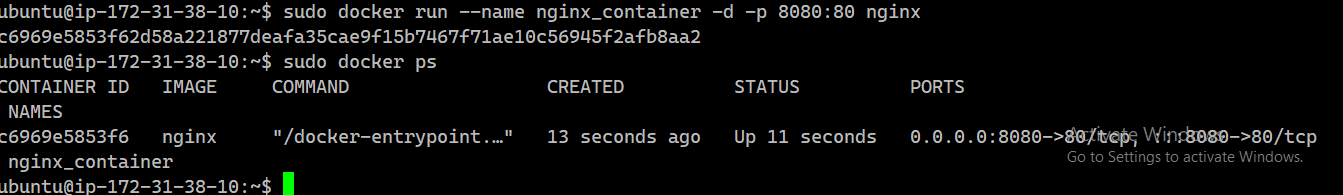 ubuntu@ip-172-31-38-10:~$ sudo docker run --name nginx_container -d -p 8080:80 nginx
c6969e5853f62d58a221877deafa35cae9f15b7467f71ae10c56945f2afb8aa2
ubuntu@ip-172-31-38-10:~$ sudo docker ps
CONTAINER ID   IMAGE     COMMAND                  CREATED          STATUS          PORTS
 NAMES
c6969e5853f6   nginx     "/docker-entrypoint.…"   13 seconds ago   Up 11 seconds   0.0.0.0:8080->80/tcp, :::8080->80/tcp
 nginx_container
ubuntu@ip-172-31-38-10:~$
Activate Windows
Go to Settings to activate Windows.